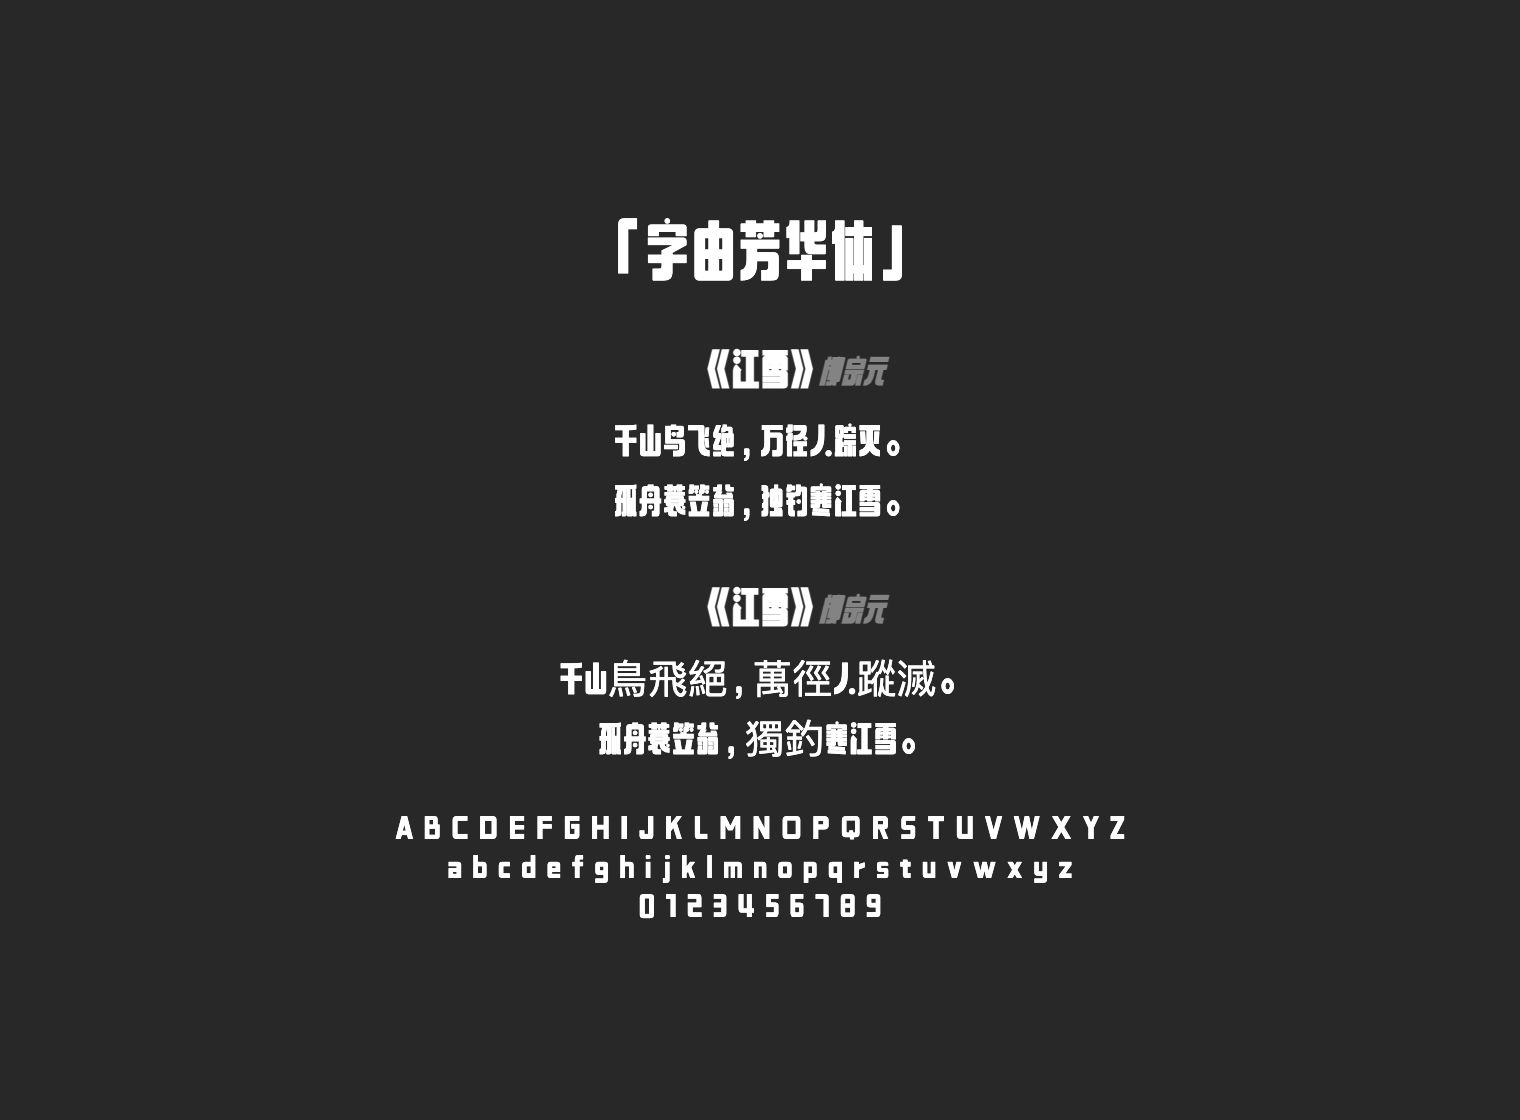 「字由芳华体」
《江雪》柳宗元
千山鸟飞绝,万径人踪灭。
孤舟蓑笠翁,独钓寒江雪。
《江雪》柳宗元
千山鳥飛絕,萬徑人蹤滅。
孤舟蓑笠翁,獨釣寒江雪。
A B C D E F G H I J K L M N O P Q R S T U V W X Y Z
a b c d e f g h i j k l m n o p q r s t u v w x y z
0 1 2 3 4 5 6 7 8 9